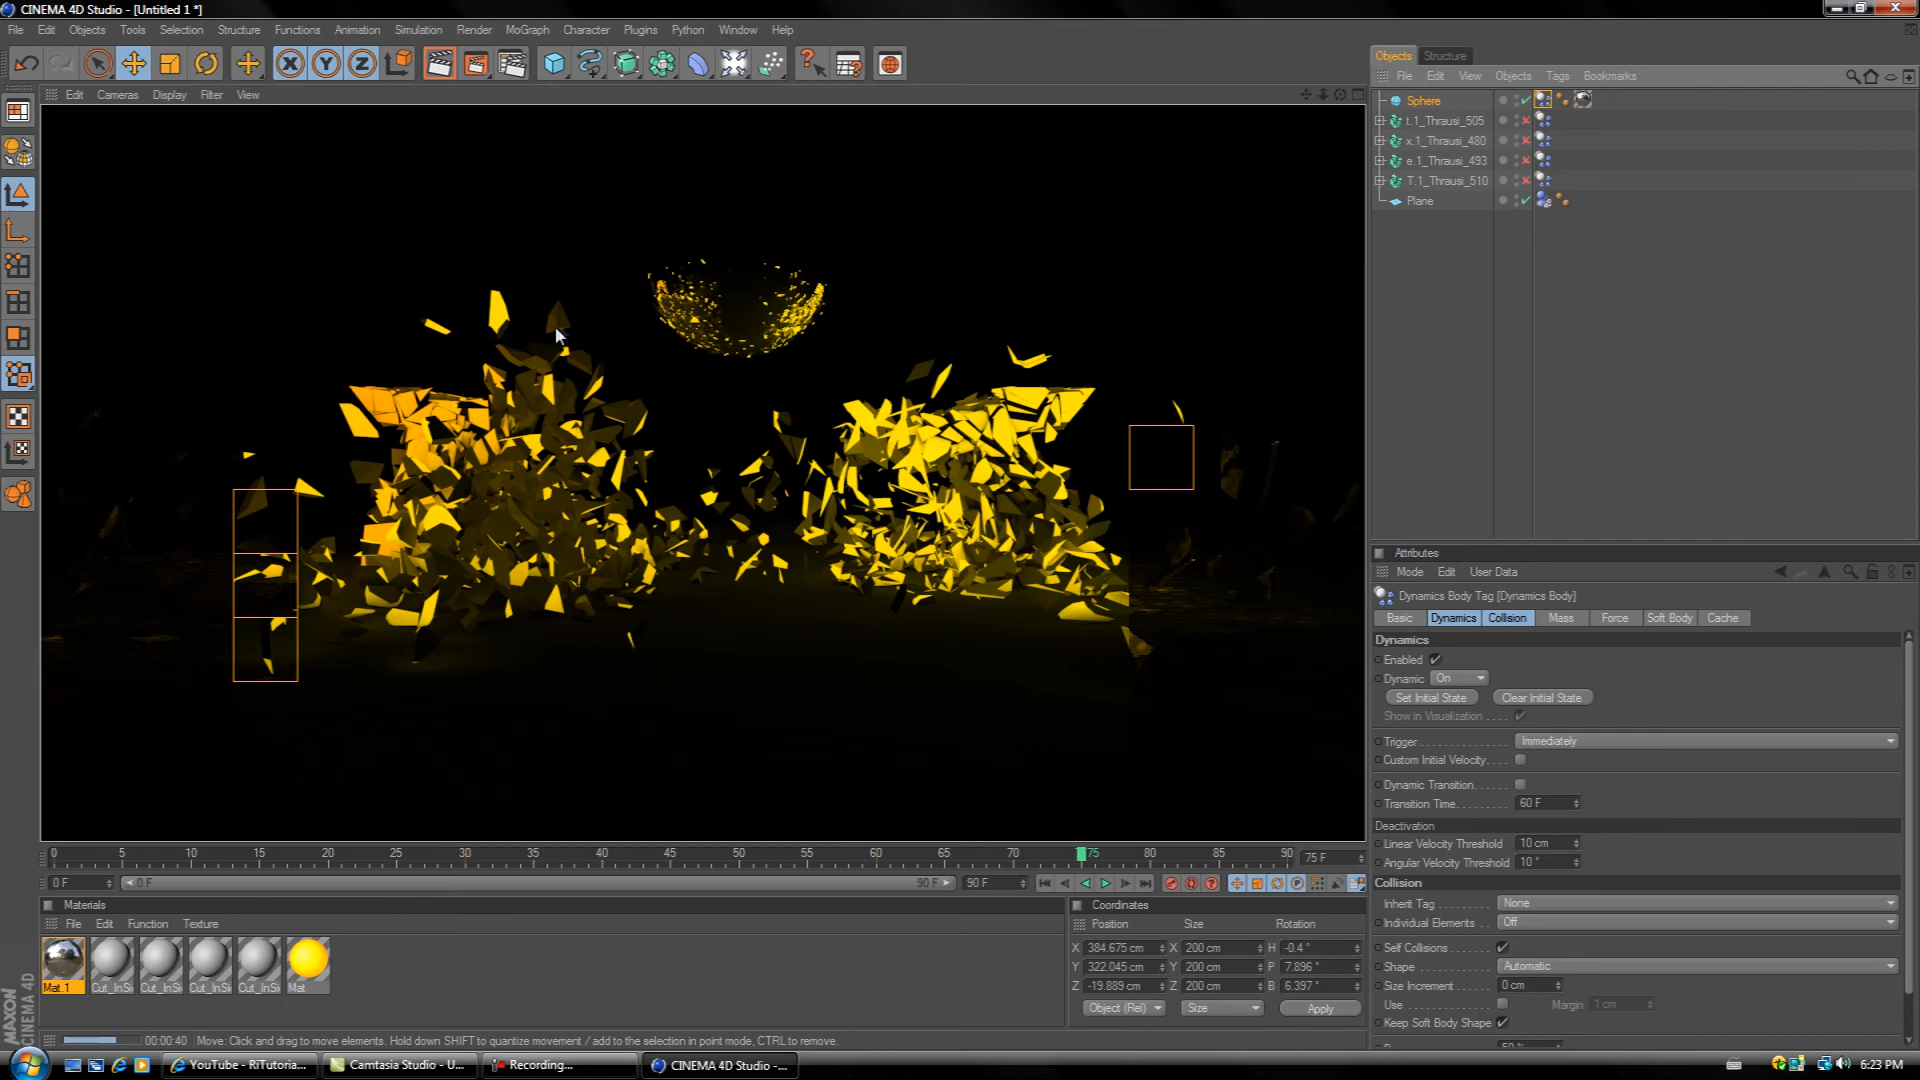 CINEMA 4D Studio - [Untitled 1 *]
File Edit Objects Tools Selection Structure Functions Animation Simulation Render MoGraph Character Plugins Python Window Help
X Y Z
Objects Structure
File Edit View Objects Tags Bookmarks
Edit Cameras Display Filter View
Sphere
t.1_Thrausi_505
x.1_Thrausi_480
e.1_Thrausi_493
T.1_Thrausi_510
Plane
Attributes
Mode Edit User Data
Dynamics Body Tag [Dynamics Body]
Basic Dynamics Collision Mass Force Soft Body Cache
Dynamics
Enabled
Dynamic On
Set Initial State Clear Initial State
Show in Visualization
Trigger Immediately
Custom Initial Velocity
Dynamic Transition
Transition Time 60 F
Deactivation
Linear Velocity Threshold 10 cm
Angular Velocity Threshold 10 °
Collision
Inherit Tag None
Individual Elements Off
Self Collisions
Shape Automatic
Size Increment 0 cm
Use Margin 1 cm
Keep Soft Body Shape
0 5 10 15 20 25 30 35 40 45 50 55 60 65 70 75 80 85 90 75 F
0 F 0 F 90 F 90 F
Materials
File Edit Function Texture
Mat.1 Cut_InSi Cut_InSi Cut_InSi Cut_InSi Mat
Coordinates
Position Size Rotation
X 384.675 cm X 200 cm H -0.4 °
Y 322.045 cm Y 200 cm P 7.896 °
Z -19.889 cm Z 200 cm B 6.397 °
Object (Rel) Size Apply
MAXON
CINEMA 4D
00:00:40 Move: Click and drag to move elements. Hold down SHIFT to quantize movement / add to the selection in point mode, CTRL to remove.
YouTube - RiTutoria... Camtasia Studio - U... Recording... CINEMA 4D Studio -... 6:23 PM